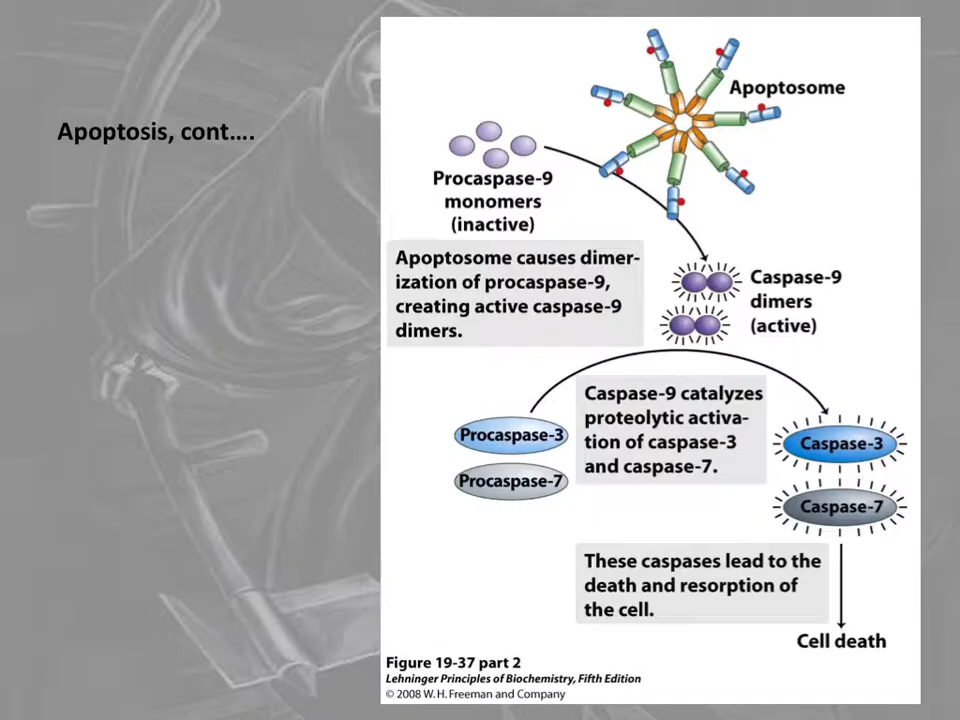 Apoptosis, cont....
Apoptosome
Procaspase-9
monomers
(inactive)
Apoptosome causes dimer-
ization of procaspase-9,
creating active caspase-9
dimers.
Caspase-9
dimers
(active)
Caspase-9 catalyzes
proteolytic activa-
tion of caspase-3
and caspase-7.
Procaspase-3
Procaspase-7
Caspase-3
Caspase-7
These caspases lead to the
death and resorption of
the cell.
Cell death
Figure 19-37 part 2
Lehninger Principles of Biochemistry, Fifth Edition
© 2008 W. H. Freeman and Company